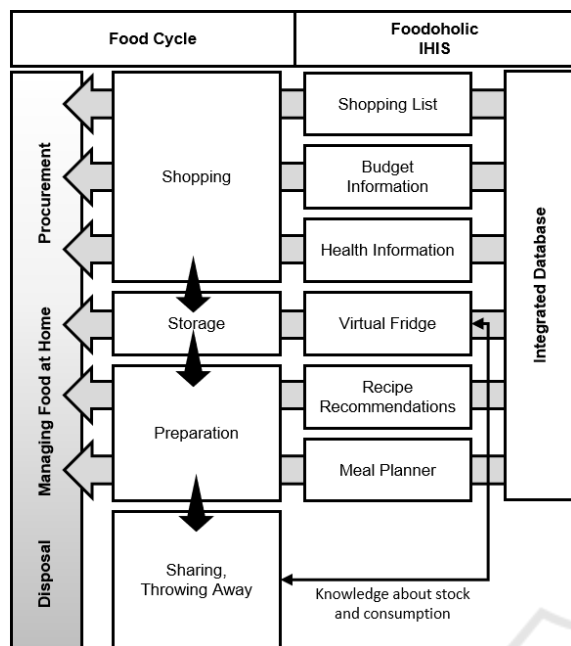 Food Cycle
Foodoholic
IHIS
Procurement
Managing Food at Home
Disposal
Shopping
Storage
Preparation
Sharing,
Throwing Away
Shopping List
Budget
Information
Health Information
Virtual Fridge
Recipe
Recommendations
Meal Planner
Integrated Database
Knowledge about stock
and consumption